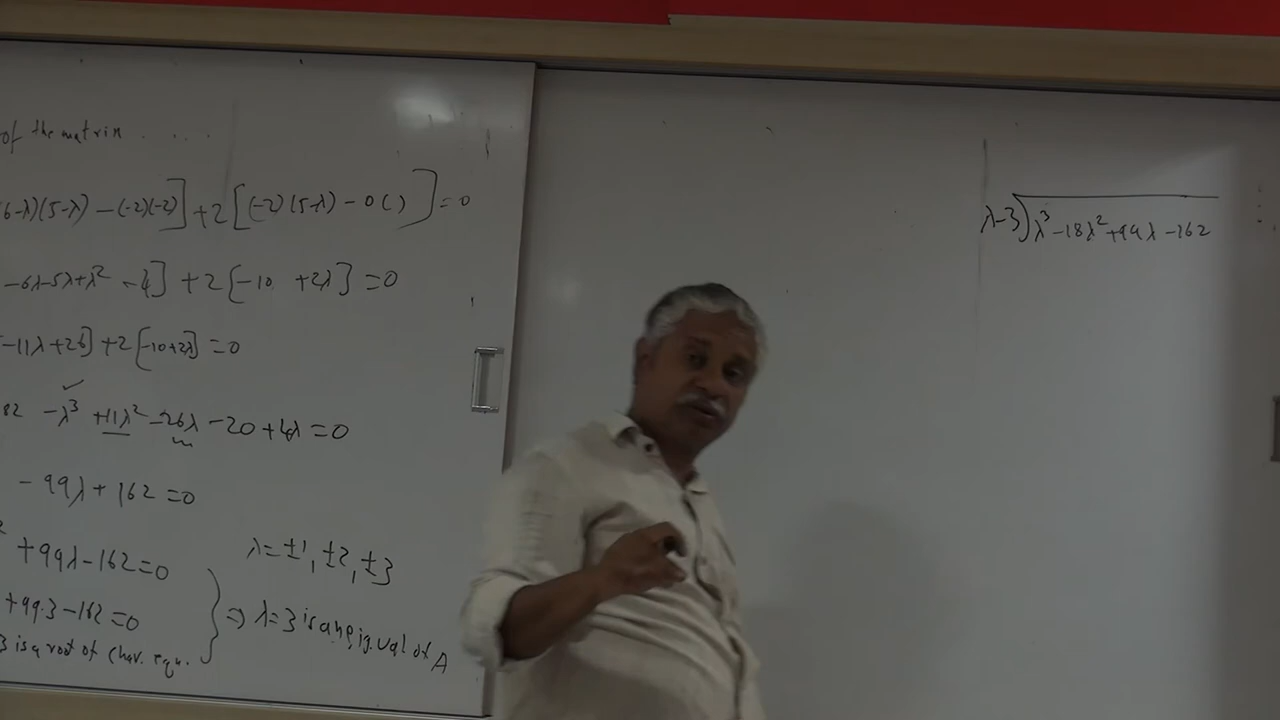 of the matrix . . . .
6-λ)(5-λ) - (-2)(-2)] + 2[(-2)(5-λ) - 0( )] = 0
-6λ-5λ+λ² -4] + 2[-10 +2λ] = 0
-11λ+26] + 2[-10+2λ] = 0
82 -λ³ +11λ² -26λ -20 +4λ = 0
- 99λ + 162 = 0
² +99λ-162=0
λ=±1, ±2, ±3
+99.3-162=0
⇒ λ=3 is an eig. val of A
3 is a root of Char. equ.
λ-3)λ³-18λ²+99λ-162